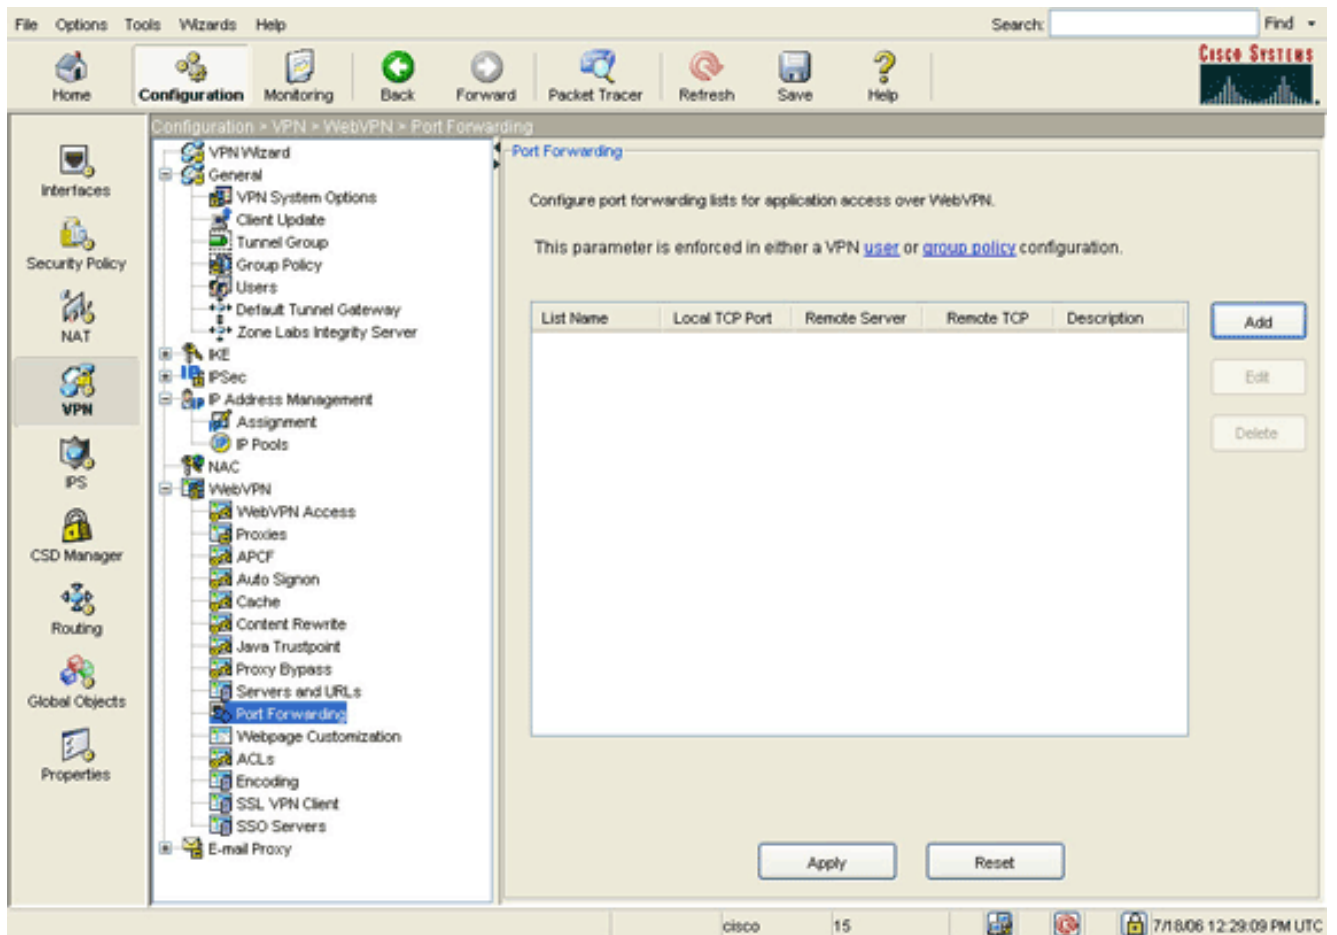 File Options Tools Wizards Help Search: Find
Home Configuration Monitoring Back Forward Packet Tracer Refresh Save Help
CISCO SYSTEMS
Configuration > VPN > WebVPN > Port Forwarding
Interfaces
Security Policy
NAT
VPN
IPS
CSD Manager
Routing
Global Objects
Properties
VPN Wizard
General
VPN System Options
Client Update
Tunnel Group
Group Policy
Users
Default Tunnel Gateway
Zone Labs Integrity Server
IKE
IPSec
IP Address Management
Assignment
IP Pools
NAC
WebVPN
WebVPN Access
Proxies
APCF
Auto Signon
Cache
Content Rewrite
Java Trustpoint
Proxy Bypass
Servers and URLs
Port Forwarding
Webpage Customization
ACLs
Encoding
SSL VPN Client
SSO Servers
E-mail Proxy
Port Forwarding
Configure port forwarding lists for application access over WebVPN.
This parameter is enforced in either a VPN user or group policy configuration.
List Name Local TCP Port Remote Server Remote TCP Description
Add
Edit
Delete
Apply Reset
cisco 15 7/18/06 12:29:09 PM UTC